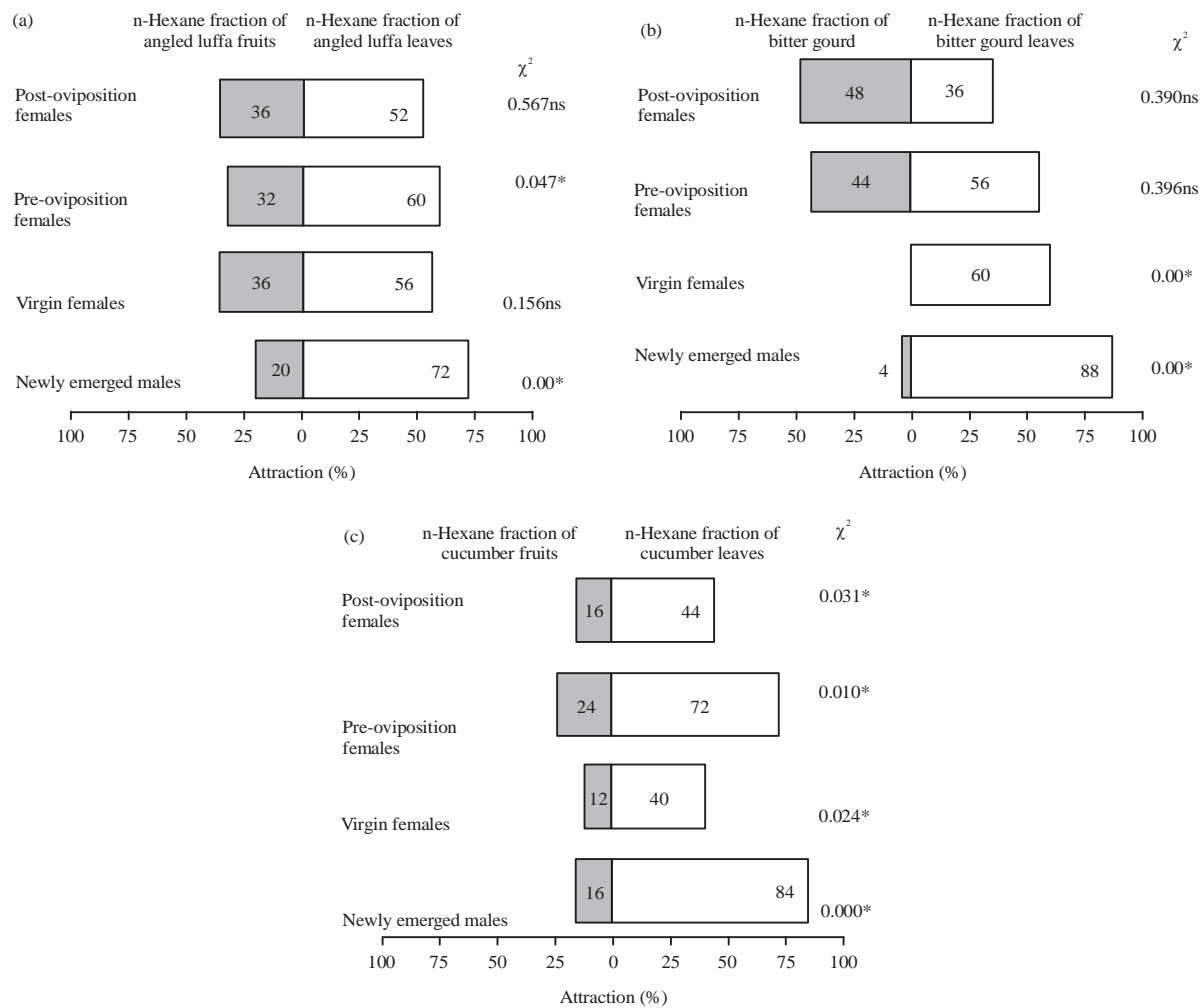 (a)
n-Hexane fraction of
angled luffa fruits
n-Hexane fraction of
angled luffa leaves
χ²
Post-oviposition
females
36
52
0.567ns
Pre-oviposition
females
32
60
0.047*
Virgin females
36
56
0.156ns
Newly emerged males
20
72
0.00*
100 75 50 25 0 25 50 75 100
Attraction (%)
(b)
n-Hexane fraction of
bitter gourd
n-Hexane fraction of
bitter gourd leaves
χ²
Post-oviposition
females
48
36
0.390ns
Pre-oviposition
females
44
56
0.396ns
Virgin females
60
0.00*
Newly emerged males
4
88
0.00*
100 75 50 25 0 25 50 75 100
Attraction (%)
(c)
n-Hexane fraction of
cucumber fruits
n-Hexane fraction of
cucumber leaves
χ²
Post-oviposition
females
16
44
0.031*
Pre-oviposition
females
24
72
0.010*
Virgin females
12
40
0.024*
Newly emerged males
16
84
0.000*
100 75 50 25 0 25 50 75 100
Attraction (%)